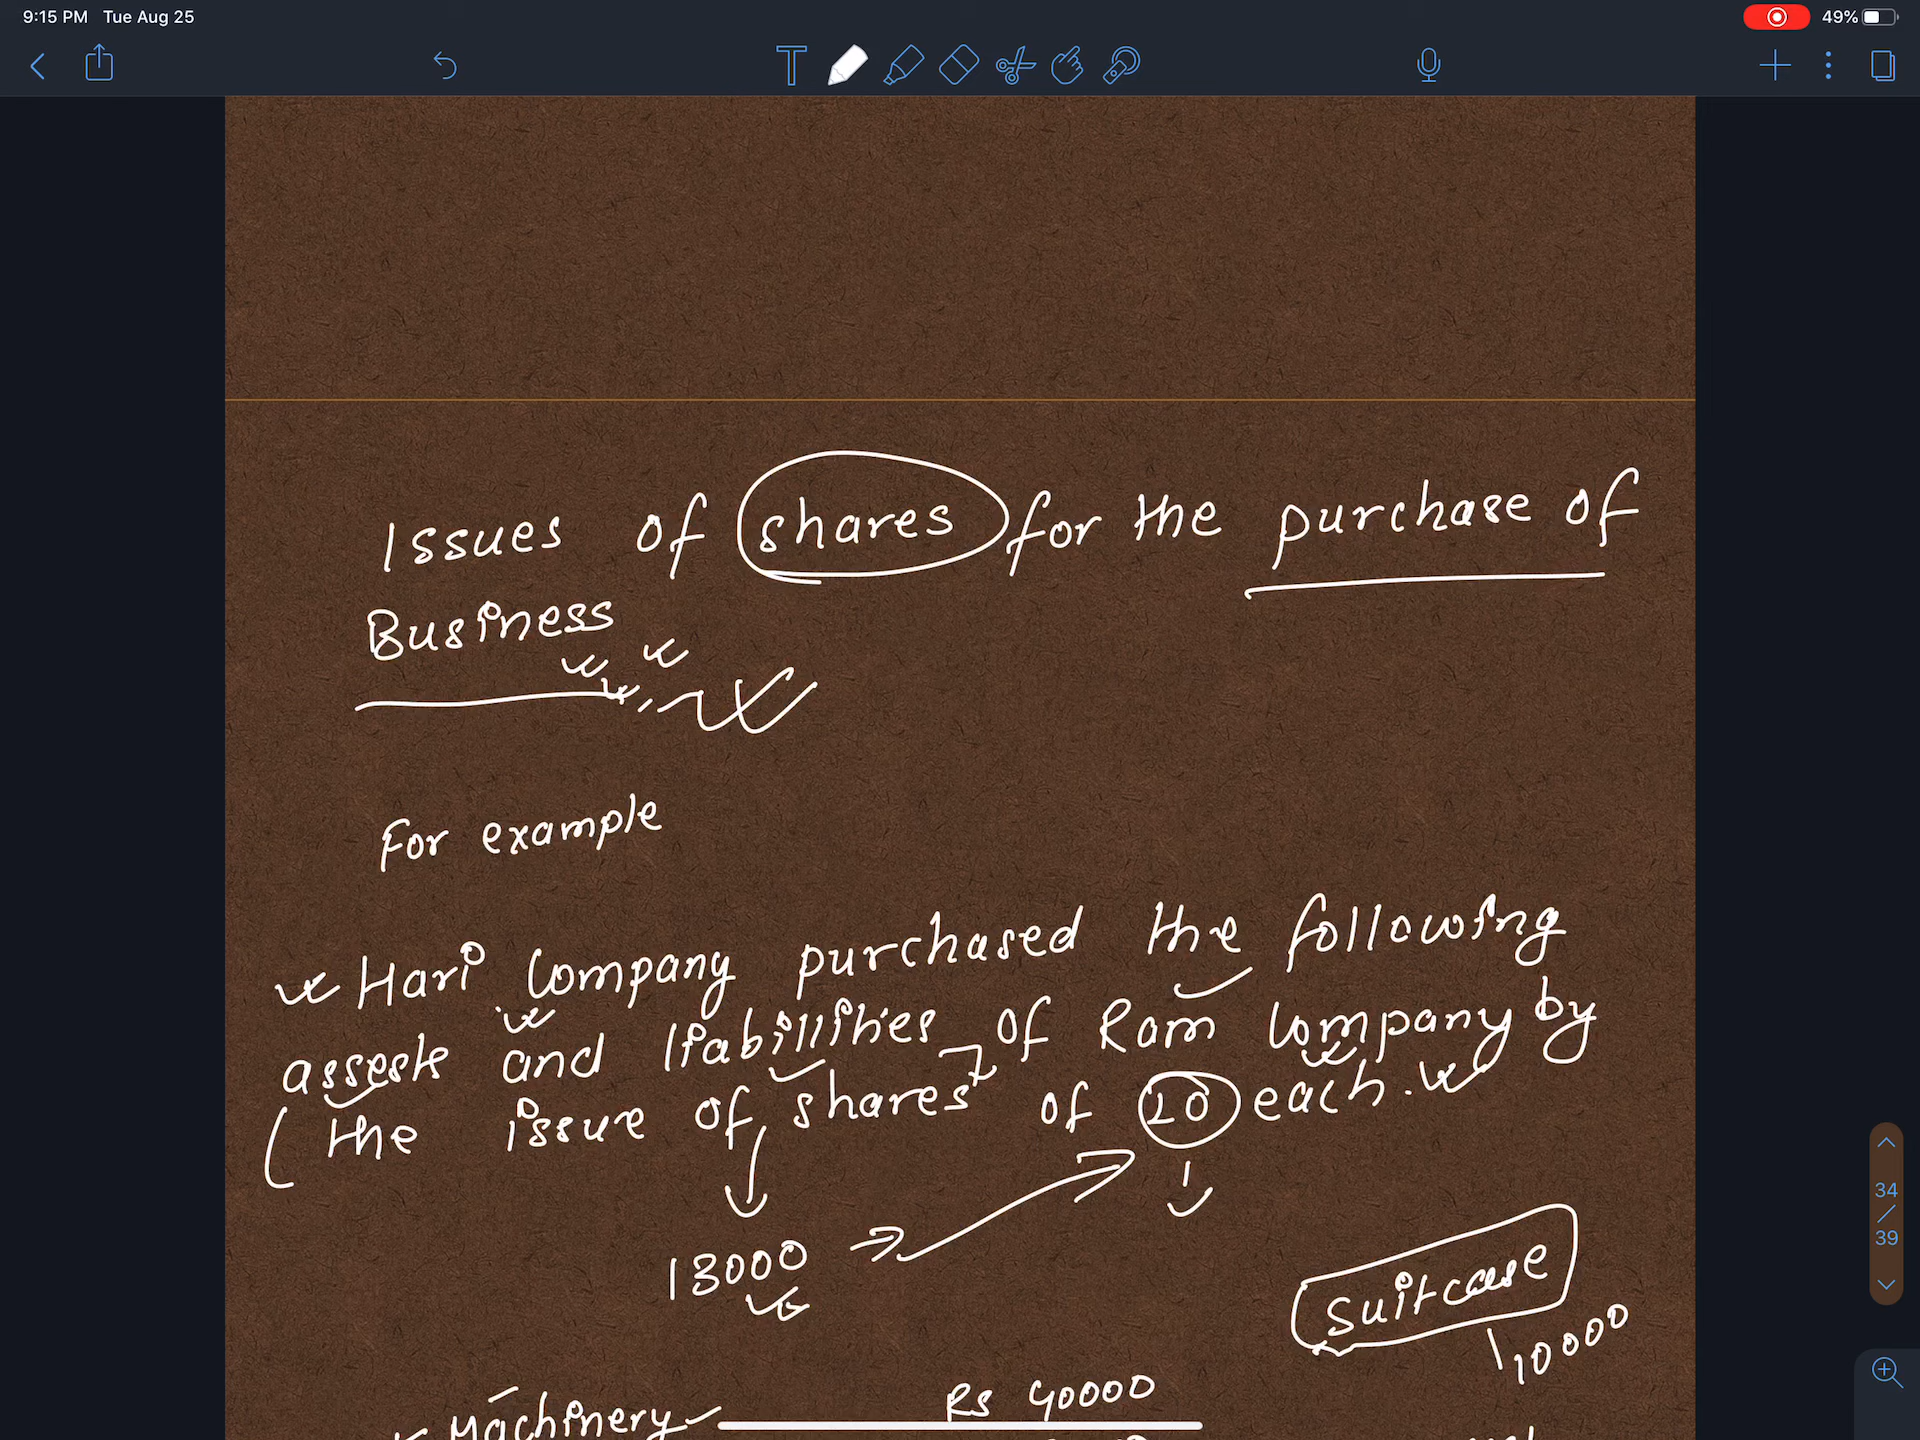 9:15 PM Tue Aug 25
49%
Issues of shares for the purchase of
Business
For example
Hari Company purchased the following
assests and liabilities of Ram Company by
the issue of shares of 10 each.
13000
suitcase
10000
Machinery Rs 40000
34
/
39